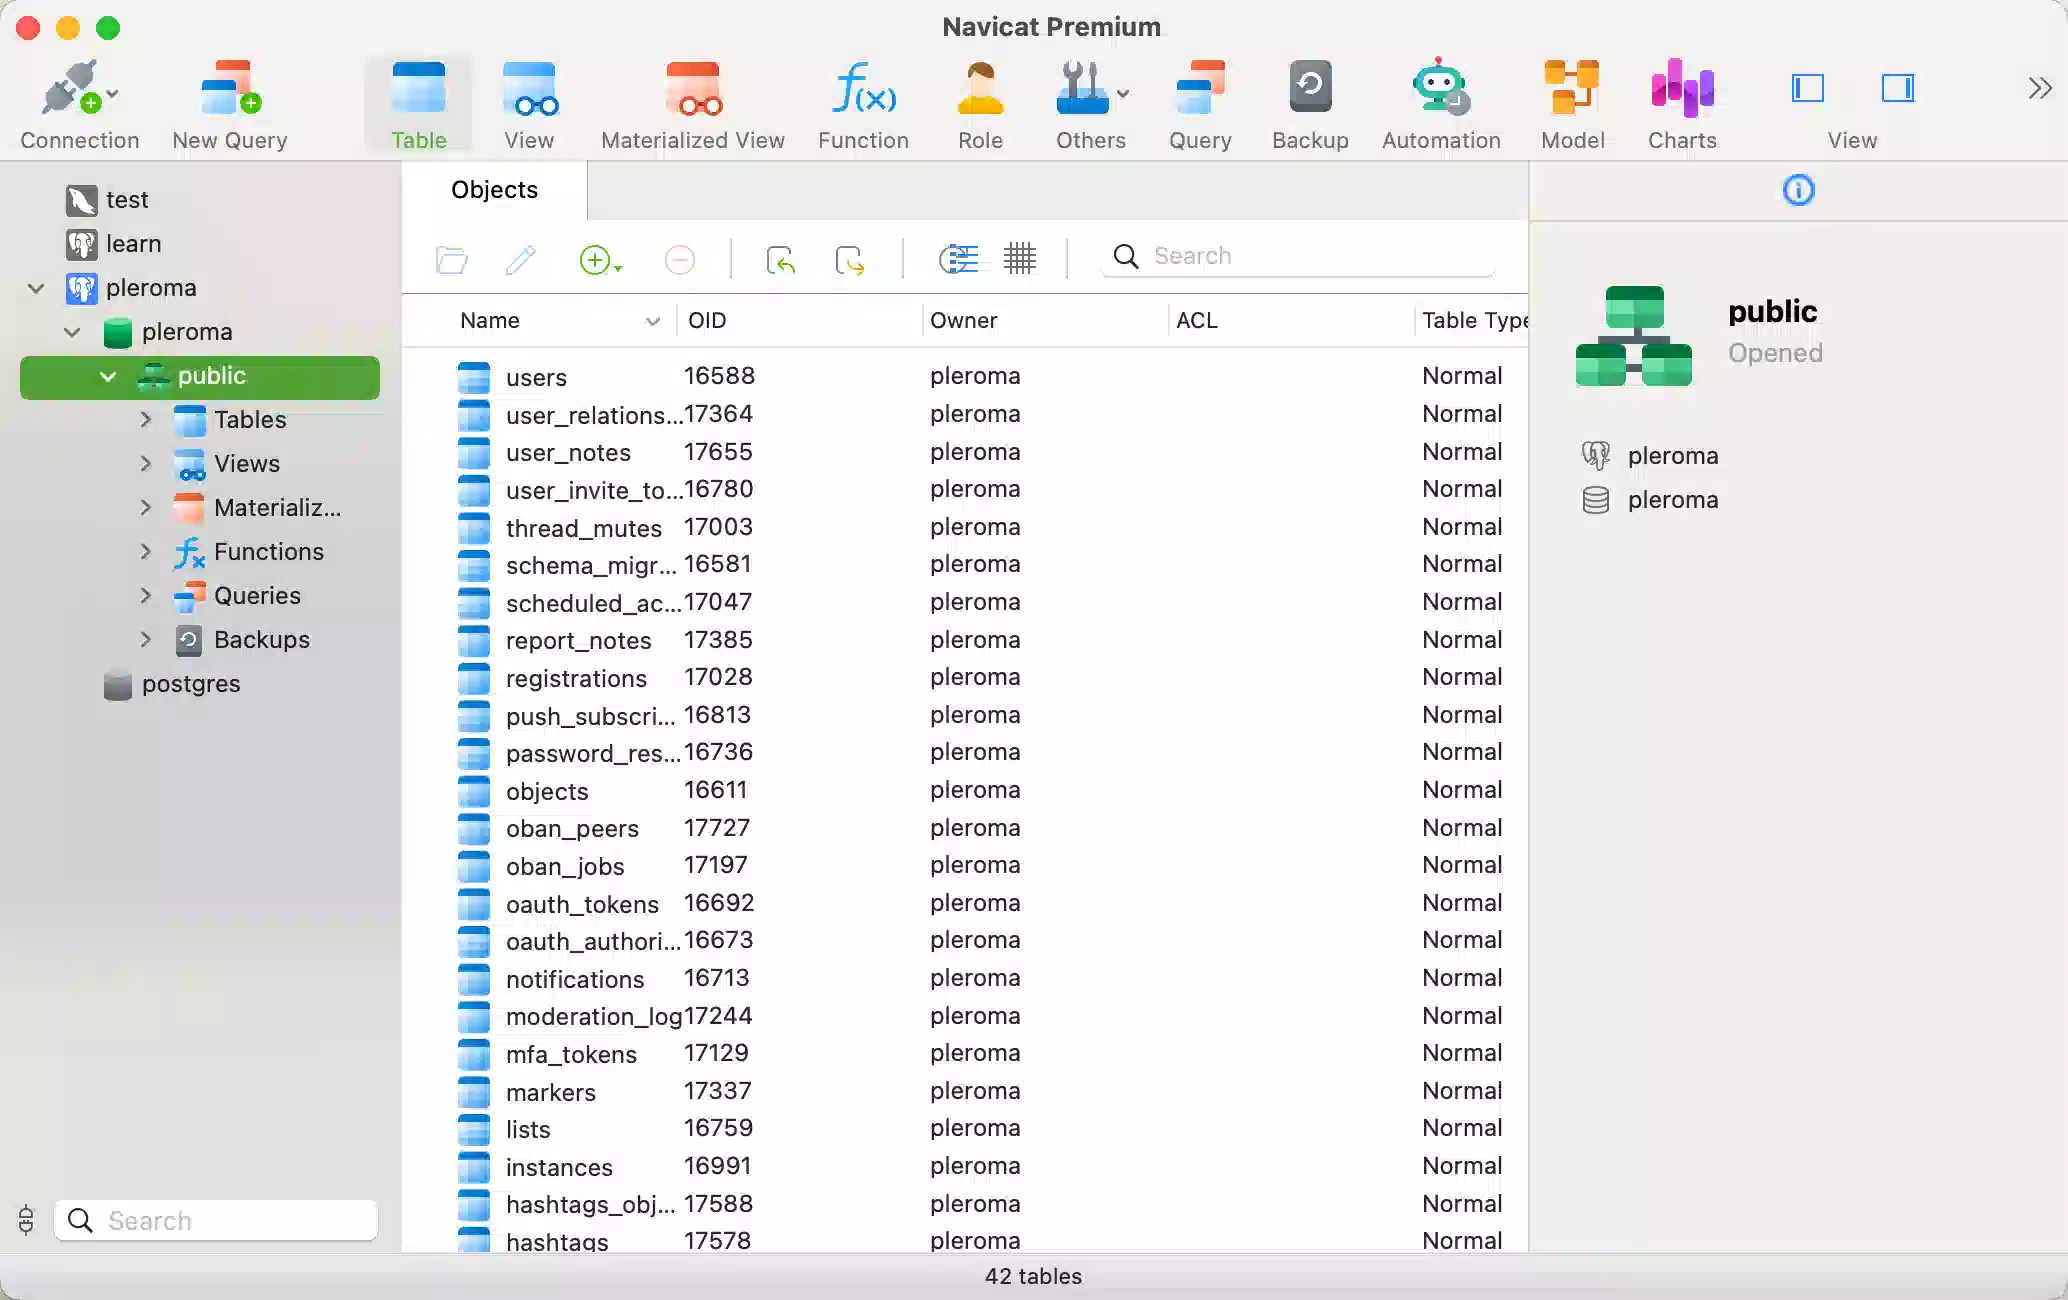 Navicat Premium
Connection
New Query
Table
View
Materialized View
Function
Role
Others
Query
Backup
Automation
Model
Charts
View
test
learn
pleroma
pleroma
public
Tables
Views
Materializ...
Functions
Queries
Backups
postgres
Search
Objects
Search
Name OID Owner ACL Table Type
users 16588 pleroma Normal
user_relations... 17364 pleroma Normal
user_notes 17655 pleroma Normal
user_invite_to... 16780 pleroma Normal
thread_mutes 17003 pleroma Normal
schema_migr... 16581 pleroma Normal
scheduled_ac... 17047 pleroma Normal
report_notes 17385 pleroma Normal
registrations 17028 pleroma Normal
push_subscri... 16813 pleroma Normal
password_res... 16736 pleroma Normal
objects 16611 pleroma Normal
oban_peers 17727 pleroma Normal
oban_jobs 17197 pleroma Normal
oauth_tokens 16692 pleroma Normal
oauth_authori... 16673 pleroma Normal
notifications 16713 pleroma Normal
moderation_log 17244 pleroma Normal
mfa_tokens 17129 pleroma Normal
markers 17337 pleroma Normal
lists 16759 pleroma Normal
instances 16991 pleroma Normal
hashtags_obj... 17588 pleroma Normal
hashtags 17578 pleroma Normal
public
Opened
pleroma
pleroma
42 tables